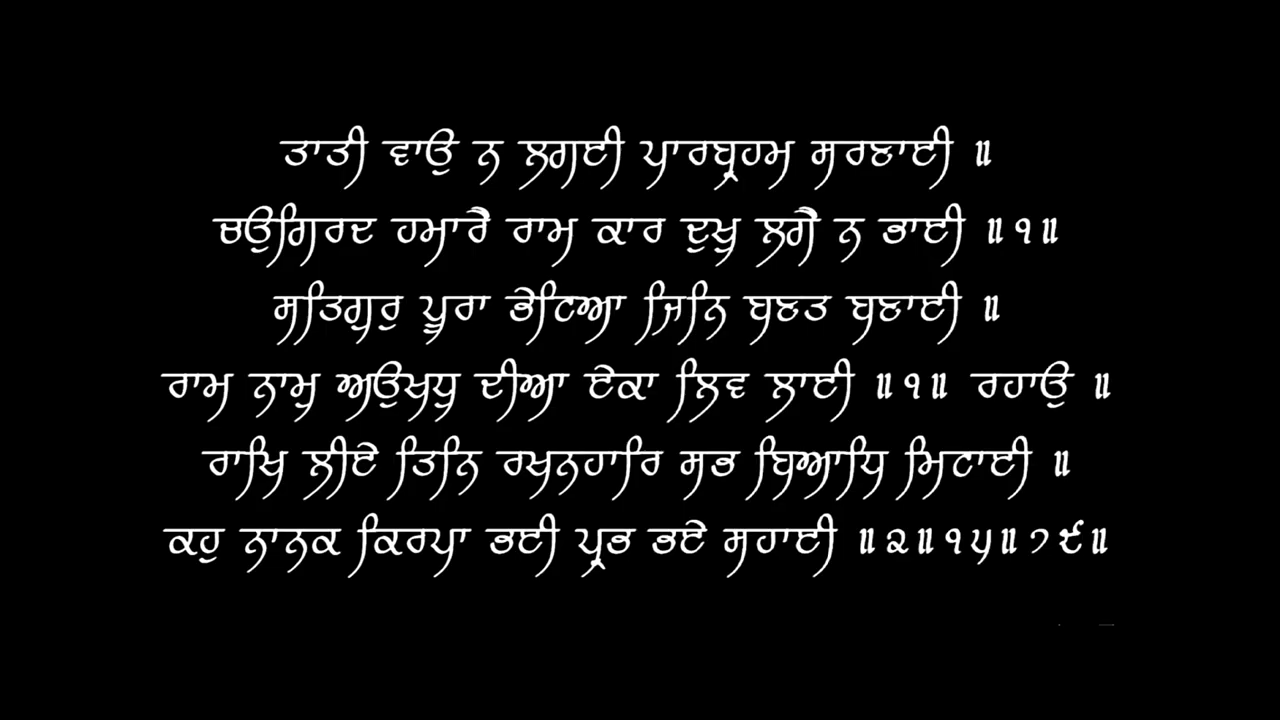 ਤਾਤੀ ਵਾਉ ਨ ਲਗਈ ਪਾਰਬ੍ਰਹਮ ਸਰਣਾਈ ॥
ਚਉਗਿਰਦ ਹਮਾਰੈ ਰਾਮ ਕਾਰ ਦੁਖੁ ਲਗੈ ਨ ਭਾਈ ॥੧॥
ਸਤਿਗੁਰੁ ਪੂਰਾ ਭੇਟਿਆ ਜਿਨਿ ਬਣਤ ਬਣਾਈ ॥
ਰਾਮ ਨਾਮੁ ਅਉਖਧੁ ਦੀਆ ਏਕਾ ਲਿਵ ਲਾਈ ॥੧॥ ਰਹਾਉ ॥
ਰਾਖਿ ਲੀਏ ਤਿਨਿ ਰਖਨਹਾਰਿ ਸਭ ਬਿਆਧਿ ਮਿਟਾਈ ॥
ਕਹੁ ਨਾਨਕ ਕਿਰਪਾ ਭਈ ਪ੍ਰਭ ਭਏ ਸਹਾਈ ॥੨॥੧੫॥੭੯॥